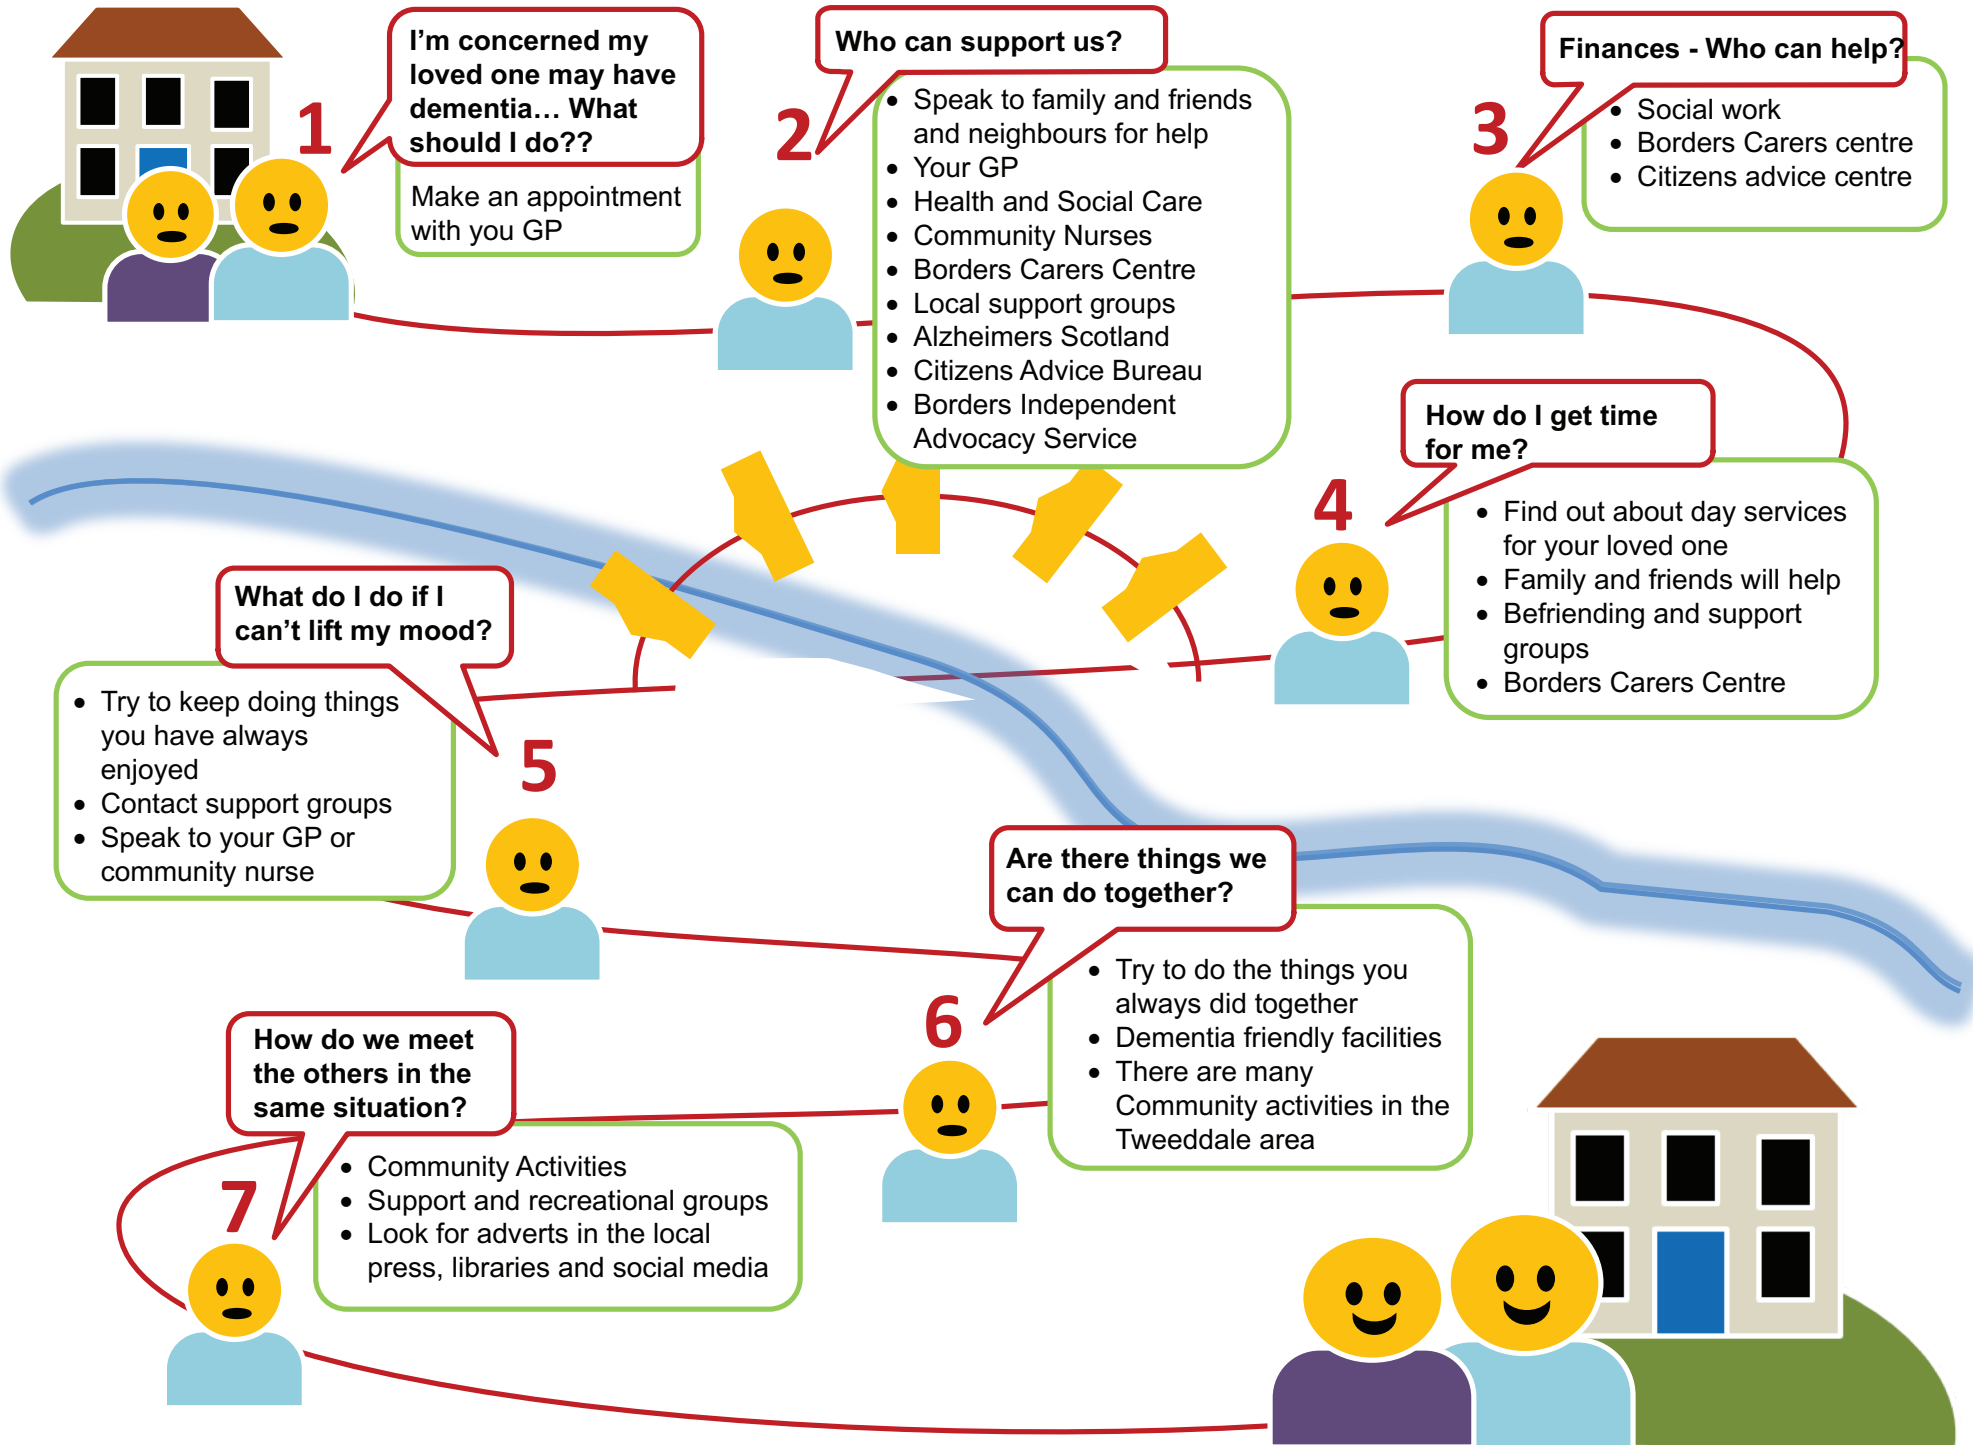 1
I'm concerned my
loved one may have
dementia… What
should I do??
Make an appointment
with you GP
2
Who can support us?
• Speak to family and friends
and neighbours for help
• Your GP
• Health and Social Care
• Community Nurses
• Borders Carers Centre
• Local support groups
• Alzheimers Scotland
• Citizens Advice Bureau
• Borders Independent
Advocacy Service
3
Finances - Who can help?
• Social work
• Borders Carers centre
• Citizens advice centre
4
How do I get time
for me?
• Find out about day services
for your loved one
• Family and friends will help
• Befriending and support
groups
• Borders Carers Centre
5
What do I do if I
can't lift my mood?
• Try to keep doing things
you have always
enjoyed
• Contact support groups
• Speak to your GP or
community nurse
6
Are there things we
can do together?
• Try to do the things you
always did together
• Dementia friendly facilities
• There are many
Community activities in the
Tweeddale area
7
How do we meet
the others in the
same situation?
• Community Activities
• Support and recreational groups
• Look for adverts in the local
press, libraries and social media